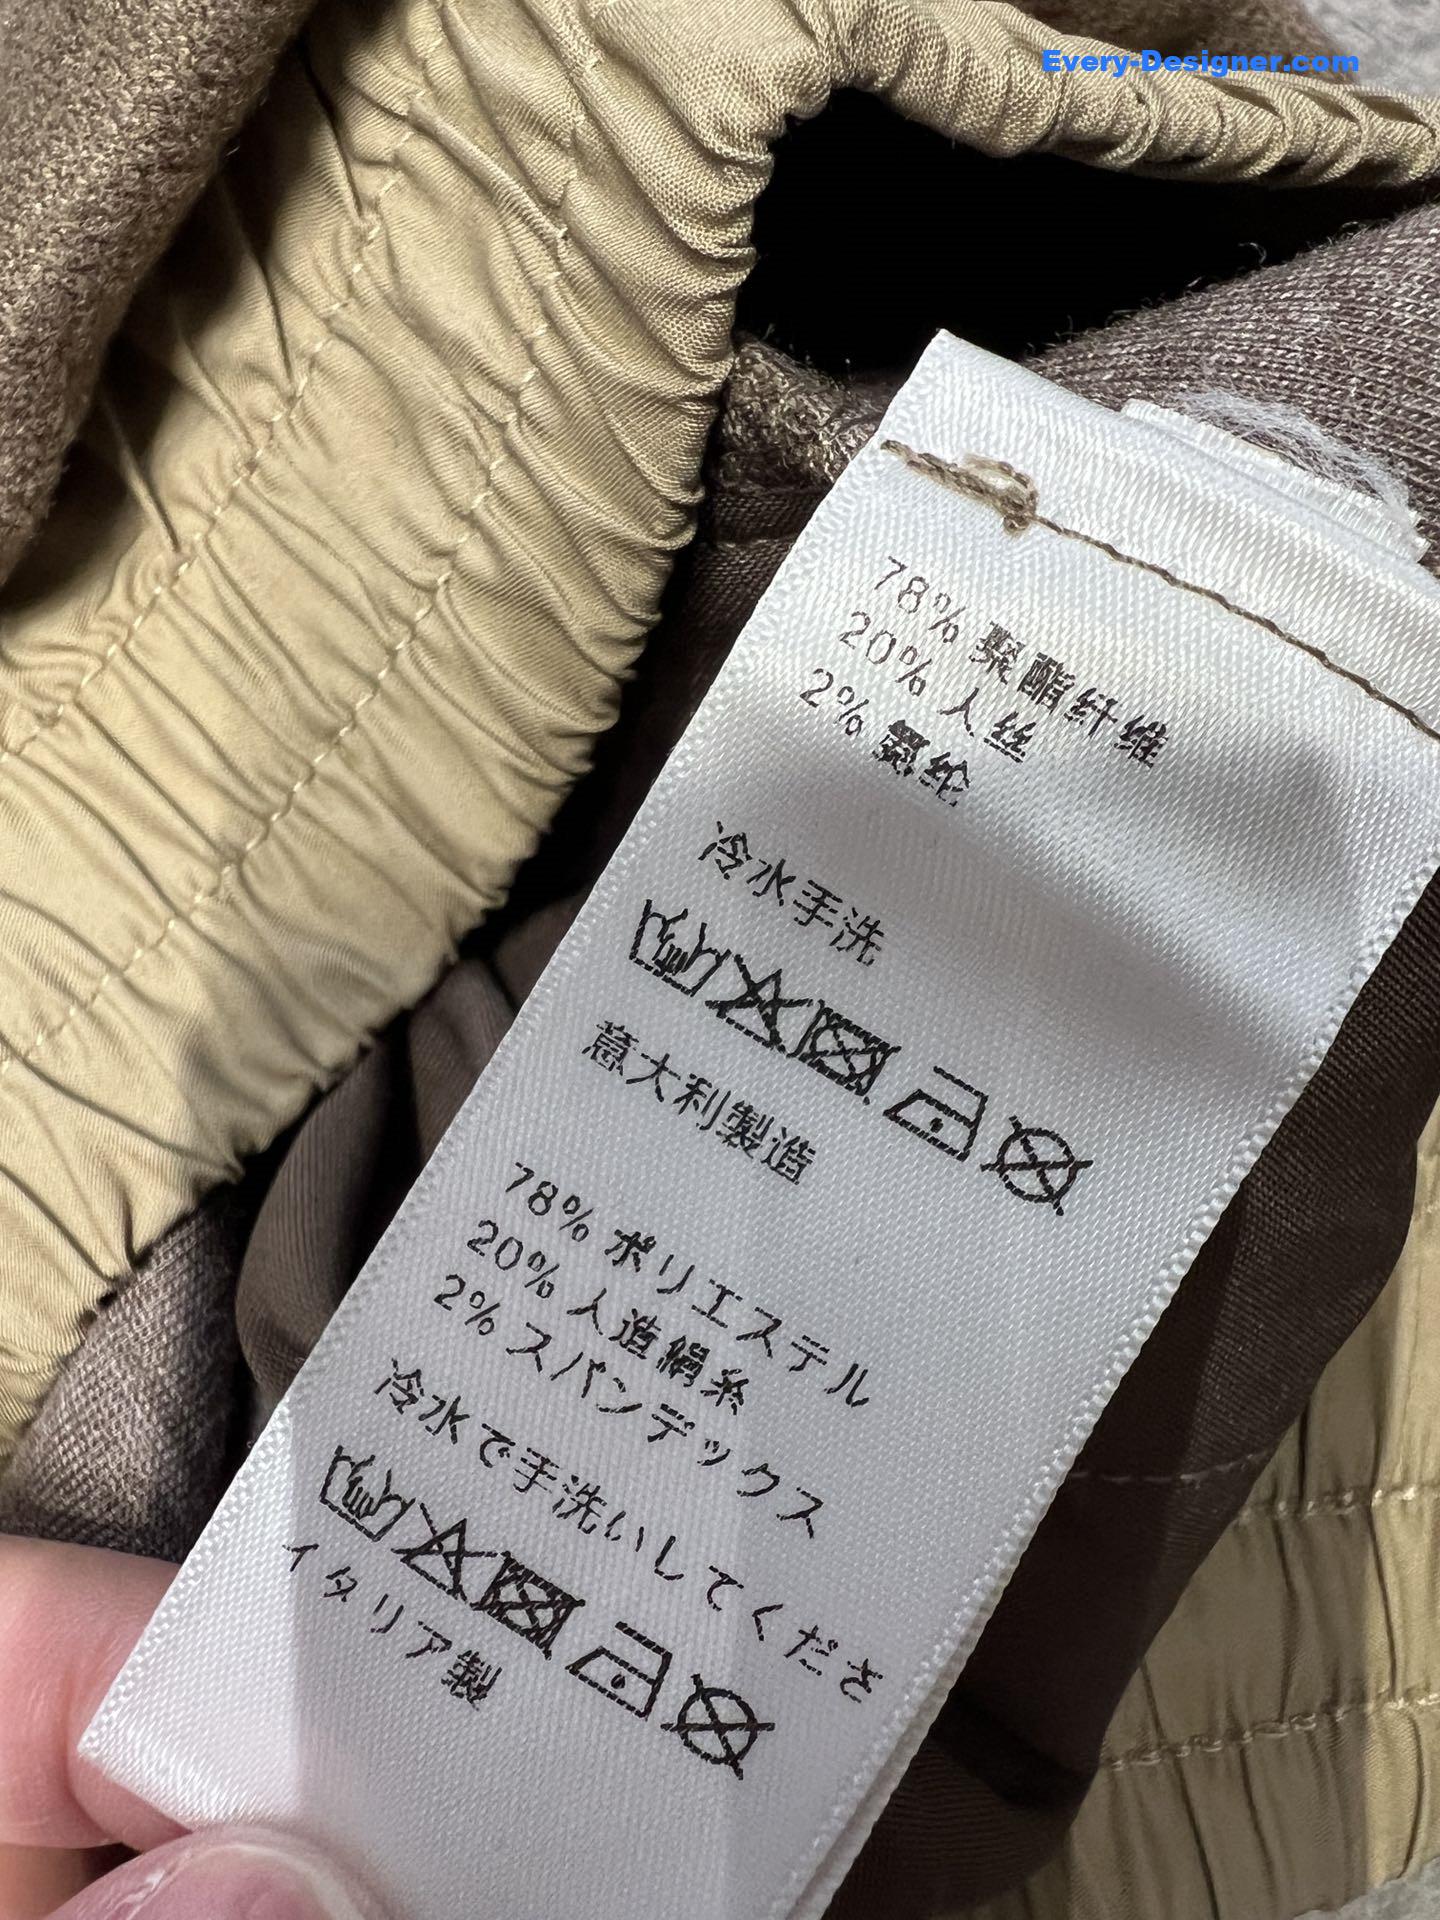 Every-Designer.com
78% 聚酯纤维
20% 人丝
2% 氨纶
冷水手洗
意大利製造
78% ポリエステル
20% 人造絹糸
2% スパンデックス
冷水で手洗いしてくださ
イタリア製